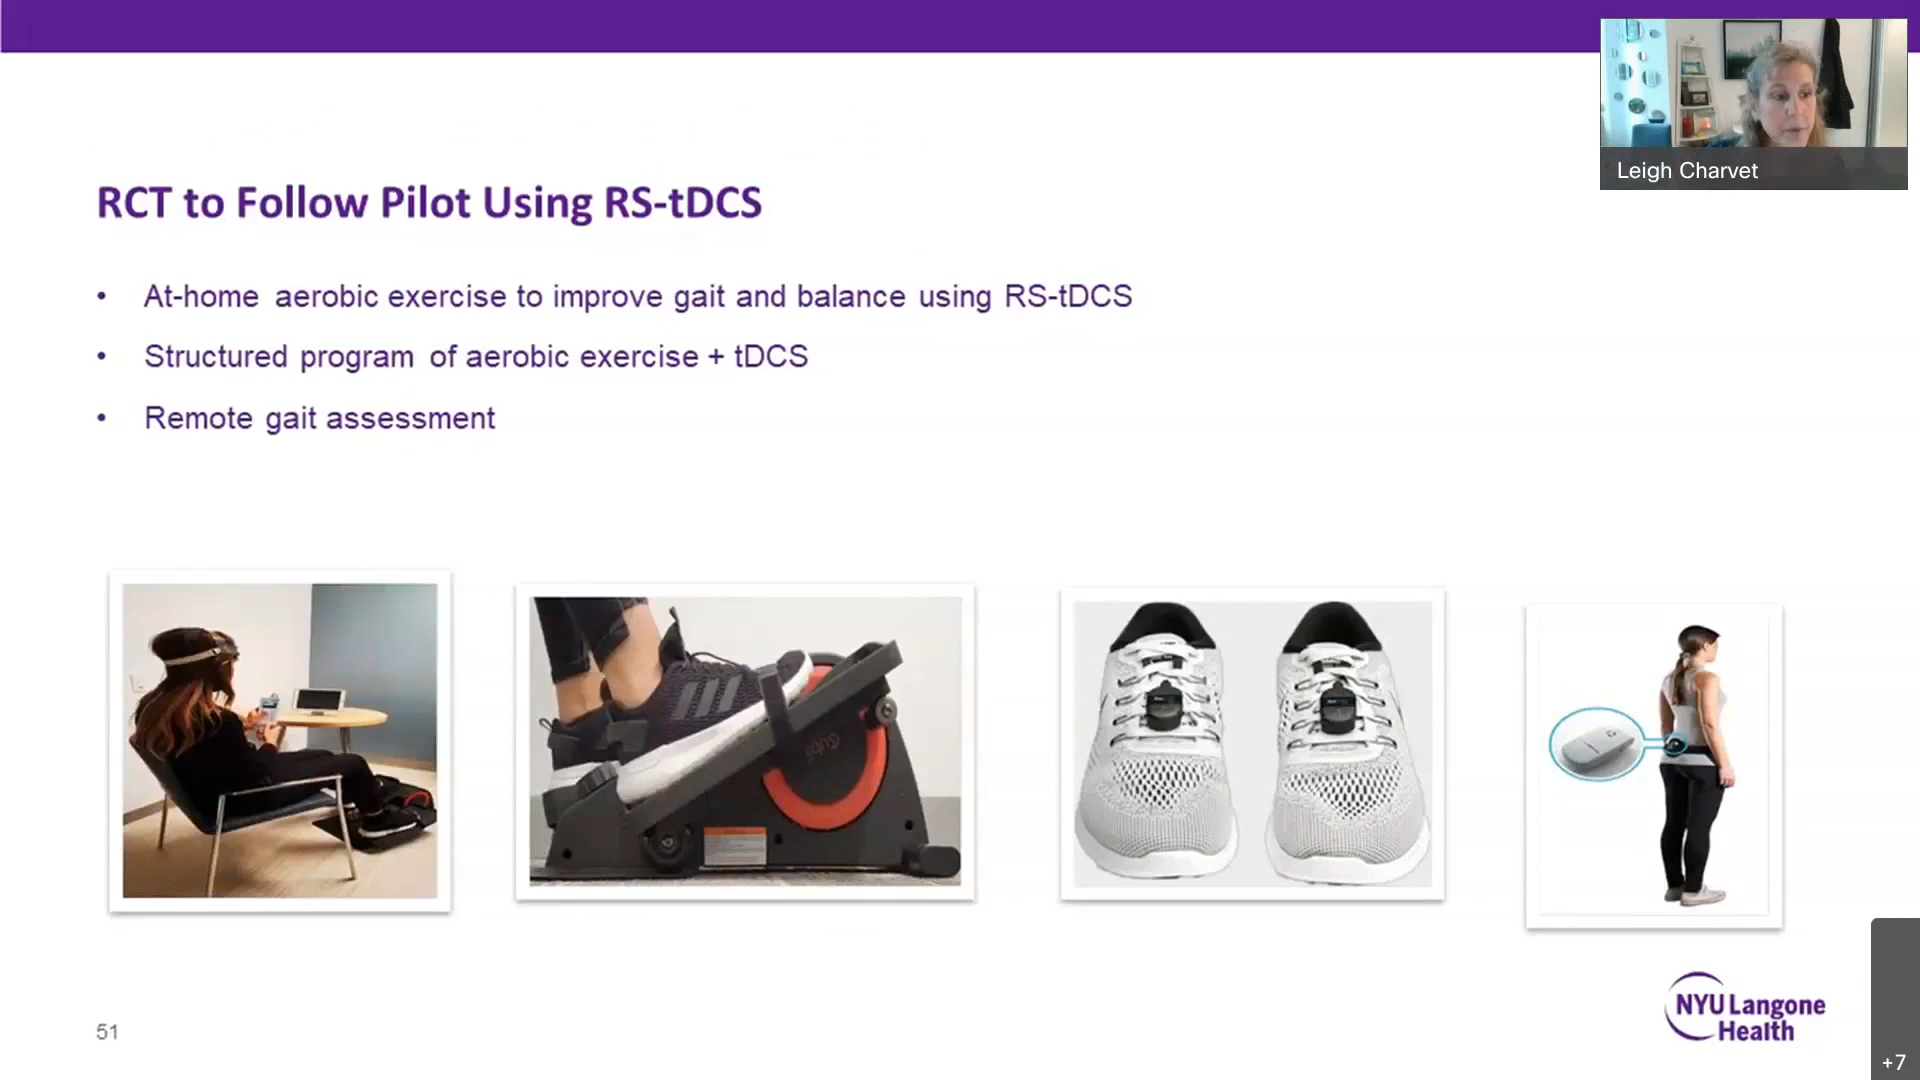 Leigh Charvet
RCT to Follow Pilot Using RS-tDCS
• At-home aerobic exercise to improve gait and balance using RS-tDCS
• Structured program of aerobic exercise + tDCS
• Remote gait assessment
Cubii
NYU Langone
Health
51
+7